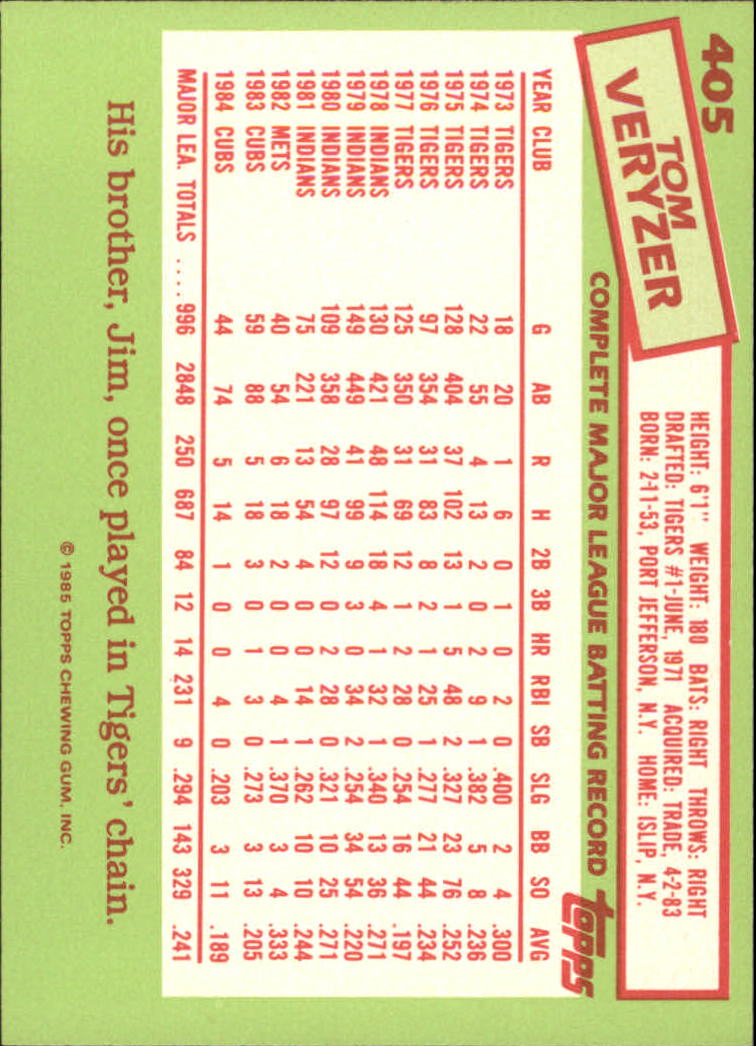 405
TOM
VERYZER
HEIGHT: 6'1" WEIGHT: 180 BATS: RIGHT THROWS: RIGHT
DRAFTED: TIGERS #1-JUNE, 1971 ACQUIRED: TRADE, 4-2-83
BORN: 2-11-53, PORT JEFFERSON, N.Y. HOME: ISLIP, N.Y.
COMPLETE MAJOR LEAGUE BATTING RECORD topps
YEAR CLUB G AB R H 2B 3B HR RBI SB SLG BB SO AVG
1973 TIGERS 18 20 1 6 0 1 0 2 0 .400 2 4 .300
1974 TIGERS 22 55 4 13 2 0 2 9 1 .382 5 8 .236
1975 TIGERS 128 404 37 102 13 1 5 48 2 .327 23 76 .252
1976 TIGERS 97 354 31 83 8 2 1 25 1 .277 21 44 .234
1977 TIGERS 125 350 31 69 12 1 2 28 0 .254 16 44 .197
1978 INDIANS 130 421 48 114 18 4 1 32 1 .340 13 36 .271
1979 INDIANS 149 449 41 99 9 3 0 34 2 .254 34 54 .220
1980 INDIANS 109 358 28 97 12 0 2 28 0 .321 10 25 .271
1981 INDIANS 75 221 13 54 4 0 0 14 1 .262 10 10 .244
1982 METS 40 54 6 18 2 0 0 4 1 .370 3 4 .333
1983 CUBS 59 88 5 18 3 0 1 3 0 .273 3 13 .205
1984 CUBS 44 74 5 14 1 0 0 4 0 .203 3 11 .189
MAJOR LEA. TOTALS .... 996 2848 250 687 84 12 14 231 9 .294 143 329 .241
His brother, Jim, once played in Tigers' chain.
© 1985 TOPPS CHEWING GUM, INC.